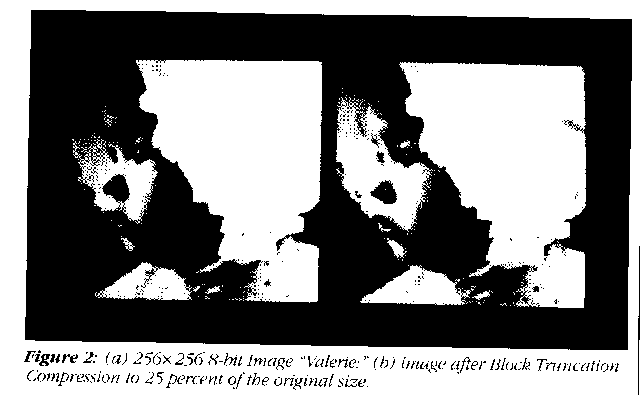 Figure 2: (a) 256×256 8-bit Image "Valerie:" (b) Image after Block Truncation
Compression to 25 percent of the original size.